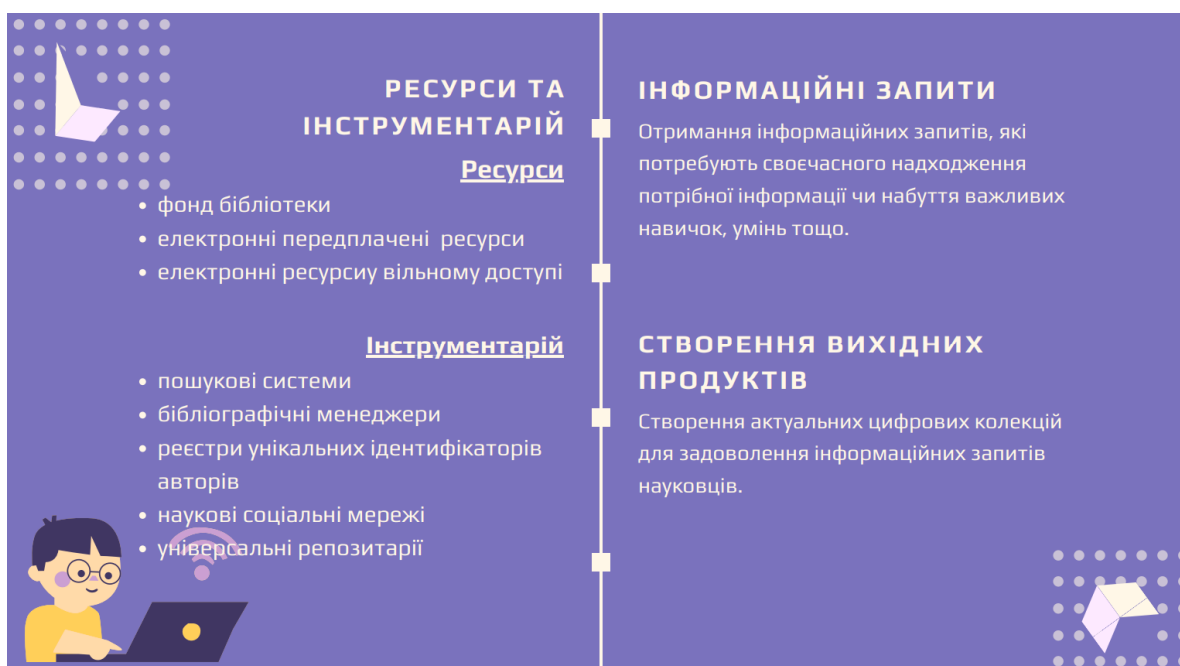 РЕСУРСИ ТА
ІНСТРУМЕНТАРІЙ
Ресурси
• фонд бібліотеки
• електронні передплачені ресурси
• електронні ресурсиу вільному доступі
Інструментарій
• пошукові системи
• бібліографічні менеджери
• реєстри унікальних ідентифікаторів
авторів
• наукові соціальні мережі
• універсальні репозитарії
ІНФОРМАЦІЙНІ ЗАПИТИ
Отримання інформаційних запитів, які
потребують своєчасного надходження
потрібної інформації чи набуття важливих
навичок, умінь тощо.
СТВОРЕННЯ ВИХІДНИХ
ПРОДУКТІВ
Створення актуальних цифрових колекцій
для задоволення інформаційних запитів
науковців.